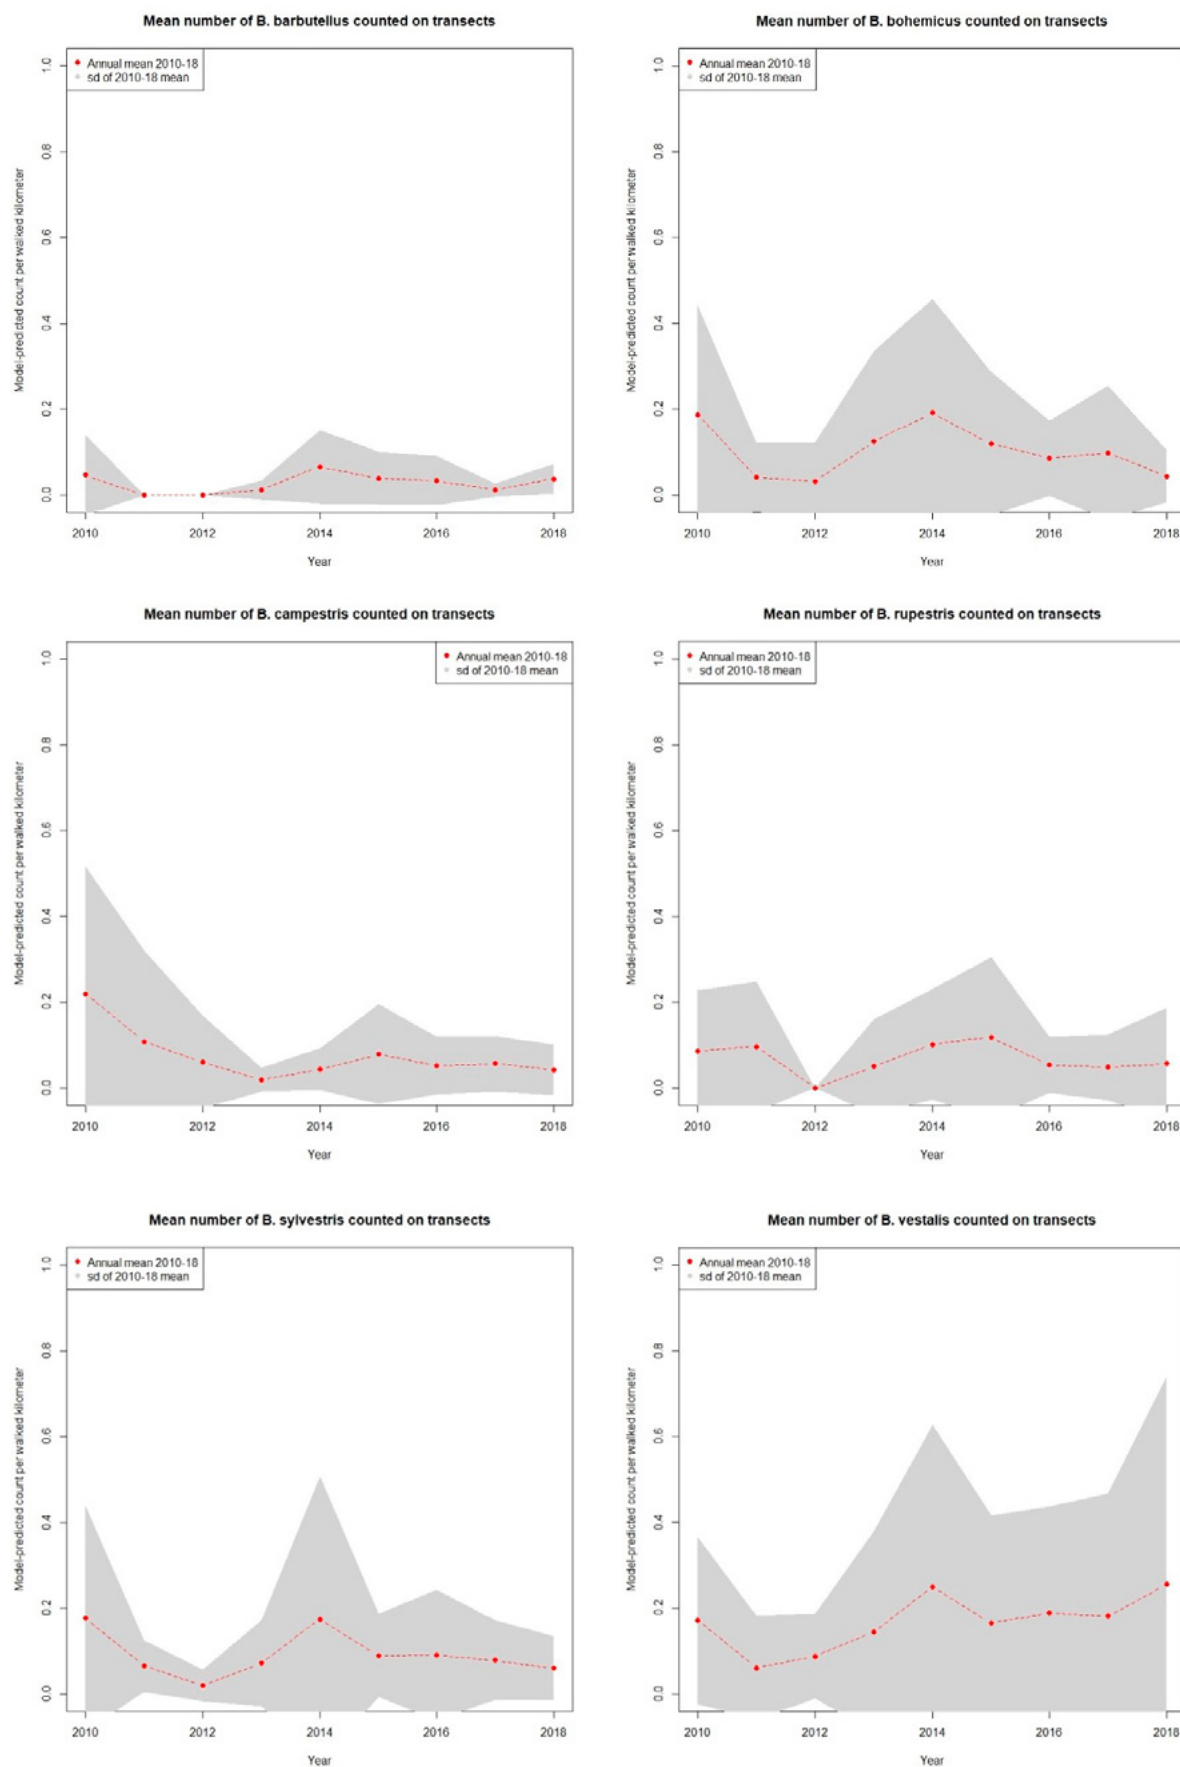 Mean number of B. barbutellus counted on transects
Annual mean 2010-18
sd of 2010-18 mean
Model-predicted count per walked kilometer
0.0 0.2 0.4 0.6 0.8 1.0
2010 2012 2014 2016 2018
Year
Mean number of B. bohemicus counted on transects
Annual mean 2010-18
sd of 2010-18 mean
Model-predicted count per walked kilometer
0.0 0.2 0.4 0.6 0.8 1.0
2010 2012 2014 2016 2018
Year
Mean number of B. campestris counted on transects
Annual mean 2010-18
sd of 2010-18 mean
Model-predicted count per walked kilometer
0.0 0.2 0.4 0.6 0.8 1.0
2010 2012 2014 2016 2018
Year
Mean number of B. rupestris counted on transects
Annual mean 2010-18
sd of 2010-18 mean
Model-predicted count per walked kilometer
0.0 0.2 0.4 0.6 0.8 1.0
2010 2012 2014 2016 2018
Year
Mean number of B. sylvestris counted on transects
Annual mean 2010-18
sd of 2010-18 mean
Model-predicted count per walked kilometer
0.0 0.2 0.4 0.6 0.8 1.0
2010 2012 2014 2016 2018
Year
Mean number of B. vestalis counted on transects
Annual mean 2010-18
sd of 2010-18 mean
Model-predicted count per walked kilometer
0.0 0.2 0.4 0.6 0.8 1.0
2010 2012 2014 2016 2018
Year